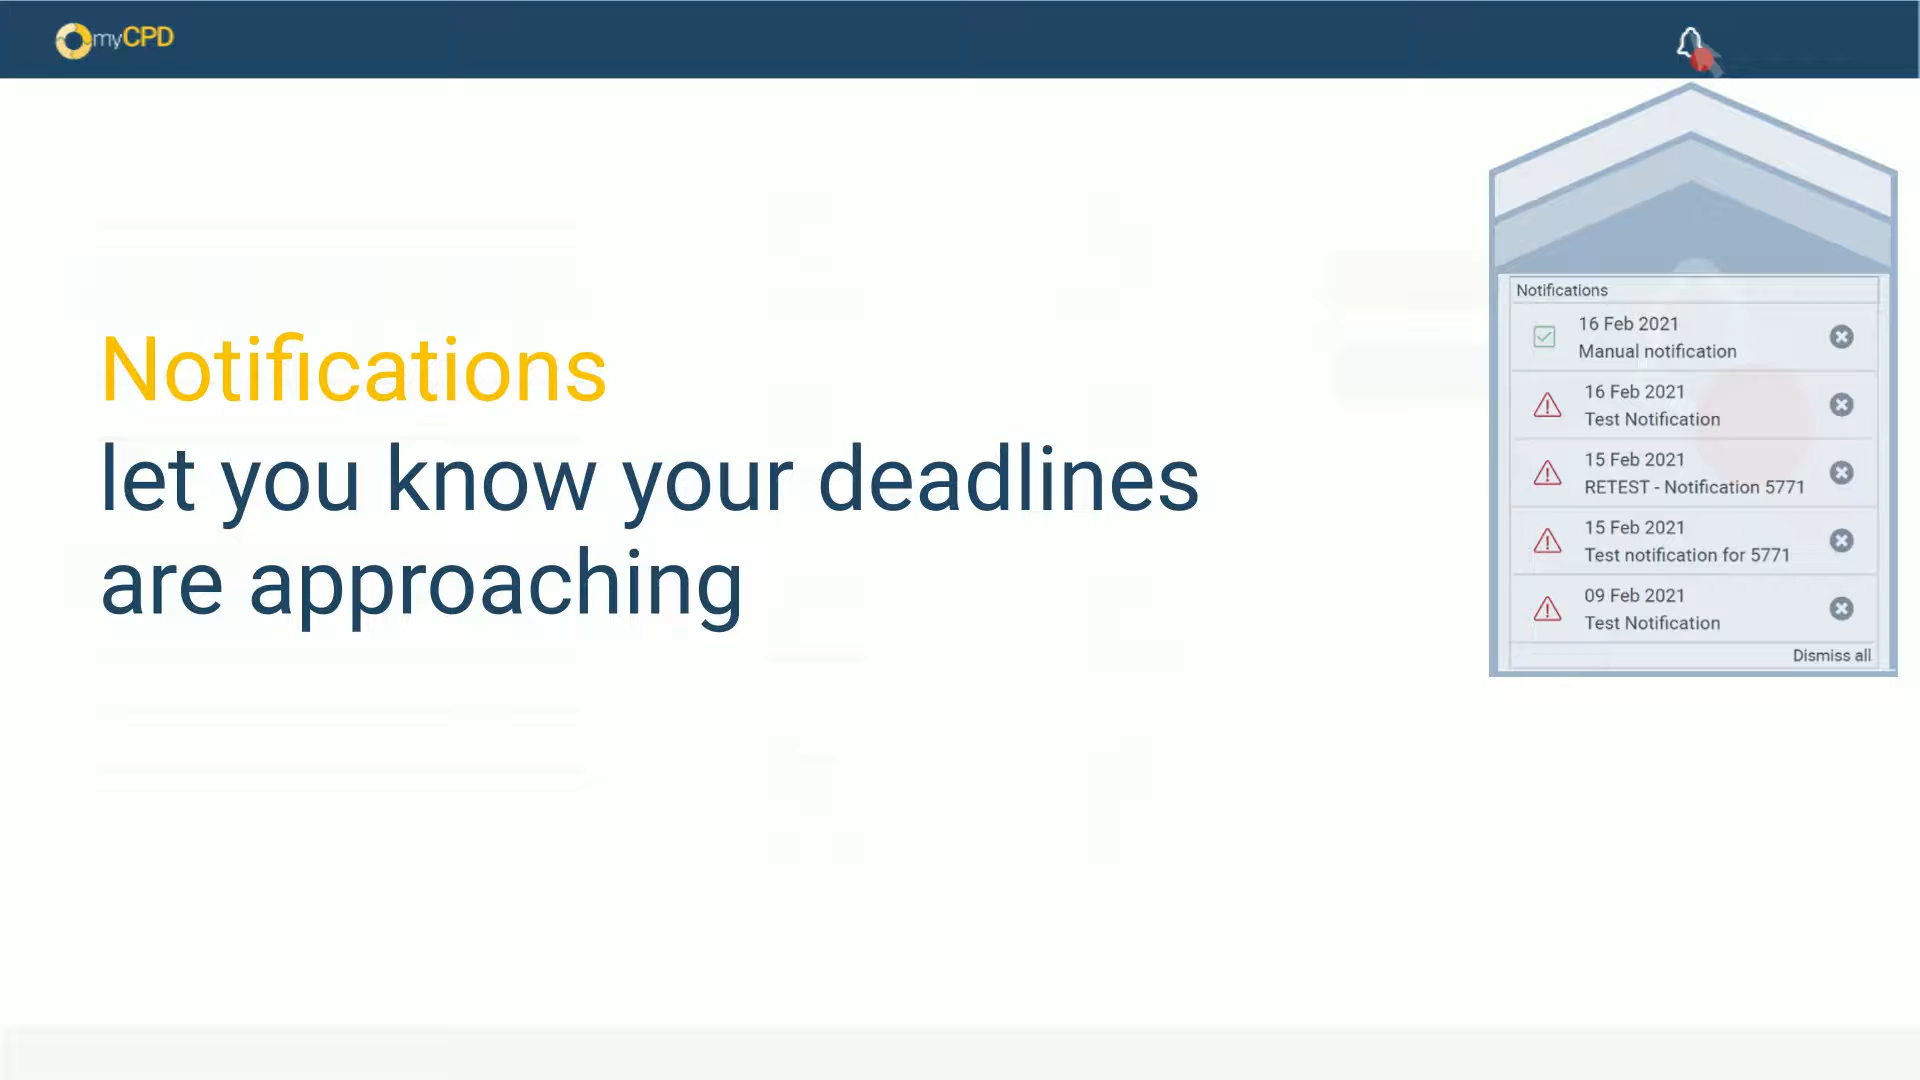 myCPD
Notifications
let you know your deadlines
are approaching
Notifications
16 Feb 2021
Manual notification
16 Feb 2021
Test Notification
15 Feb 2021
RETEST - Notification 5771
15 Feb 2021
Test notification for 5771
09 Feb 2021
Test Notification
Dismiss all